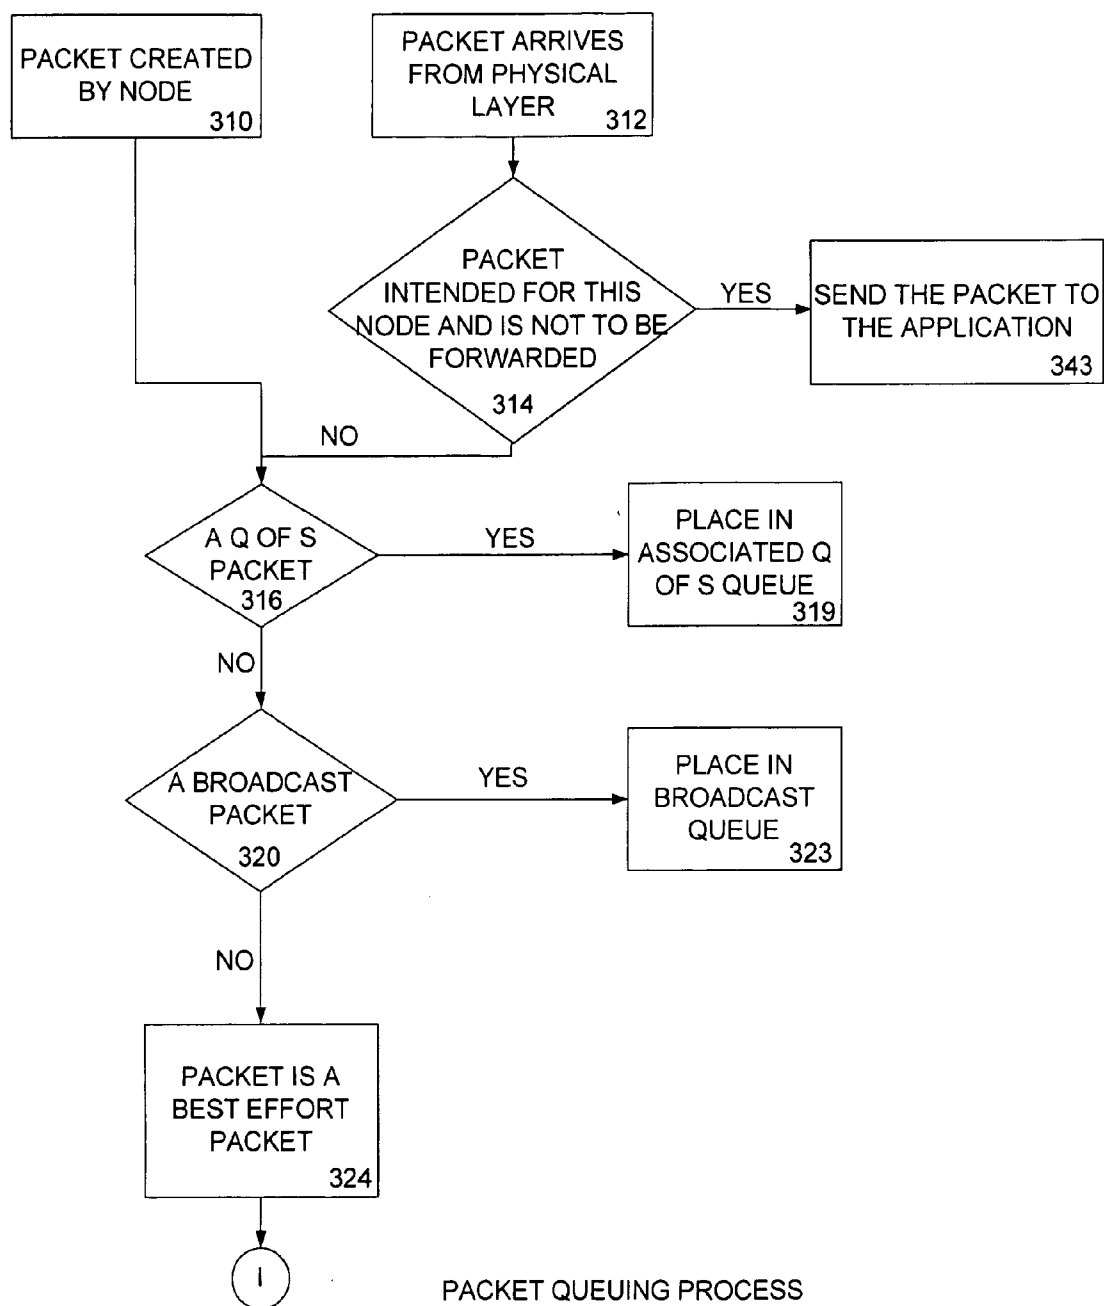 PACKET CREATED
BY NODE
310
PACKET ARRIVES
FROM PHYSICAL
LAYER
312
PACKET
INTENDED FOR THIS
NODE AND IS NOT TO BE
FORWARDED
314
YES
SEND THE PACKET TO
THE APPLICATION
343
NO
A Q OF S
PACKET
316
YES
PLACE IN
ASSOCIATED Q
OF S QUEUE
319
NO
A BROADCAST
PACKET
320
YES
PLACE IN
BROADCAST
QUEUE
323
NO
PACKET IS A
BEST EFFORT
PACKET
324
I
PACKET QUEUING PROCESS